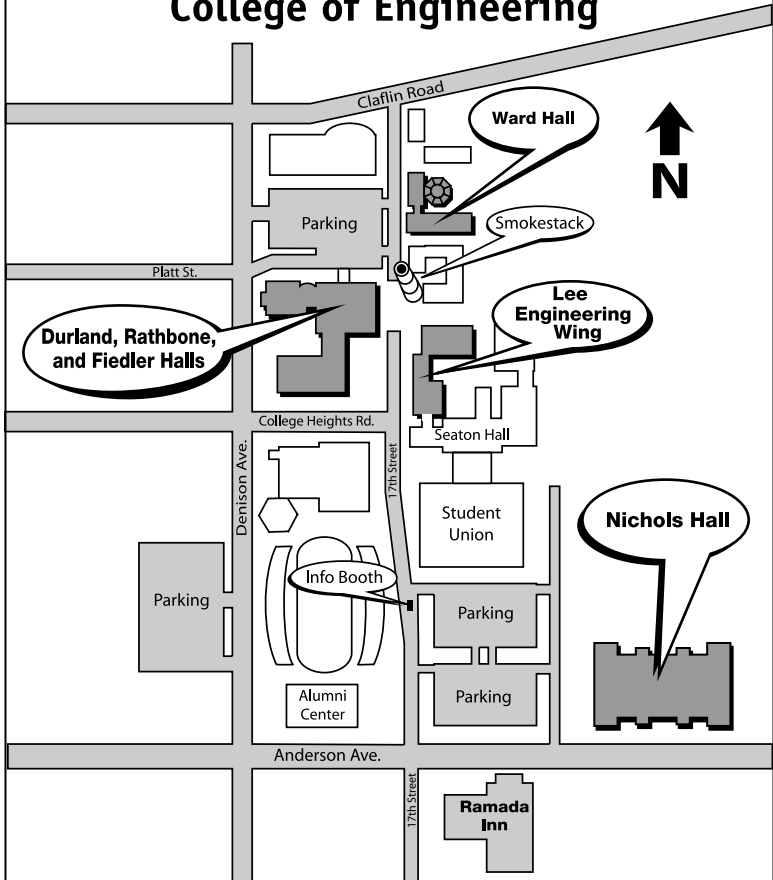 College of Engineering
Claflin Road
Ward Hall
N
Parking
Smokestack
Platt St.
Lee
Engineering
Wing
Durland, Rathbone,
and Fiedler Halls
College Heights Rd.
Seaton Hall
Denison Ave.
17th Street
Student
Union
Nichols Hall
Info Booth
Parking
Parking
Parking
Alumni
Center
Anderson Ave.
17th Street
Ramada
Inn